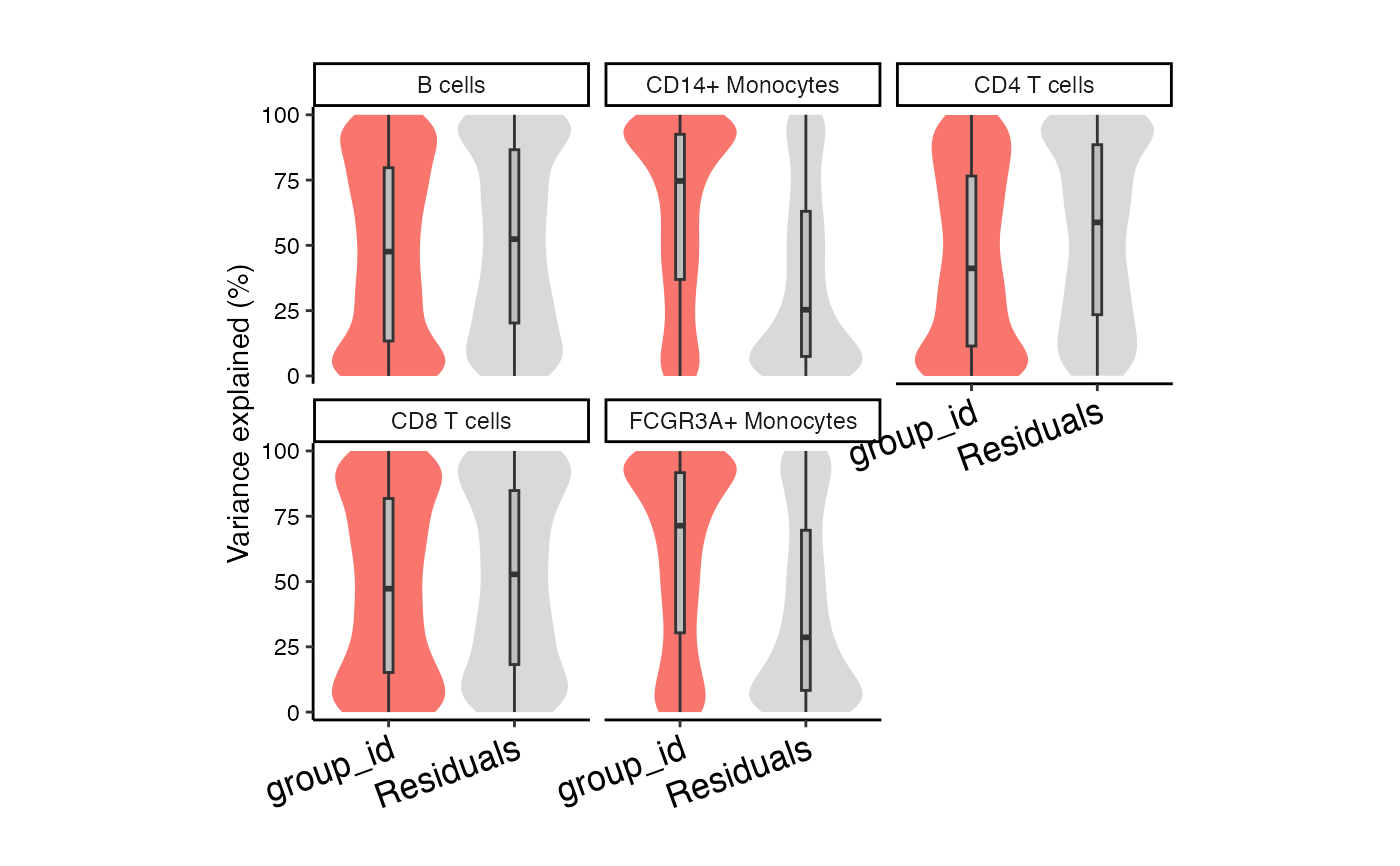 B cells
CD14+ Monocytes
CD4 T cells
100
75
50
25
0
Variance explained (%)
group_id
Residuals
CD8 T cells
FCGR3A+ Monocytes
100
75
50
25
0
group_id
Residuals
group_id
Residuals